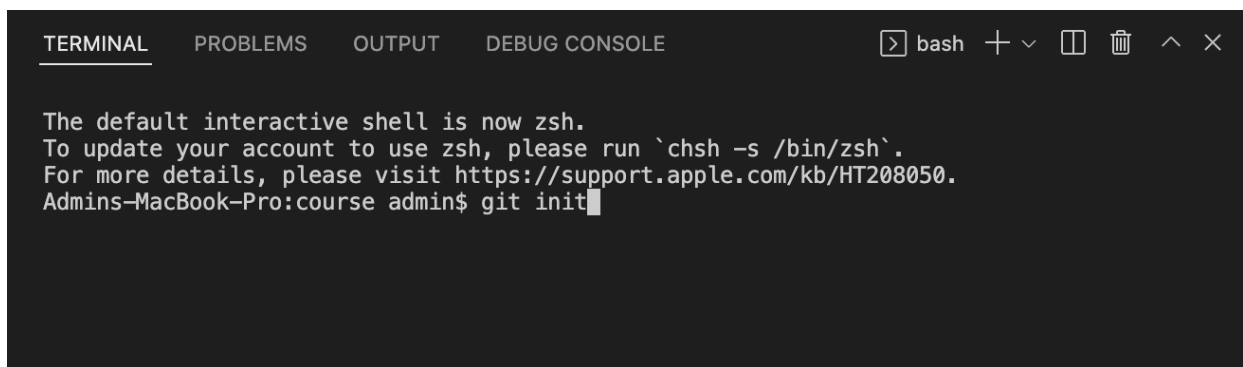 TERMINAL PROBLEMS OUTPUT DEBUG CONSOLE bash
The default interactive shell is now zsh.
To update your account to use zsh, please run `chsh -s /bin/zsh`.
For more details, please visit https://support.apple.com/kb/HT208050.
Admins-MacBook-Pro:course admin$ git init